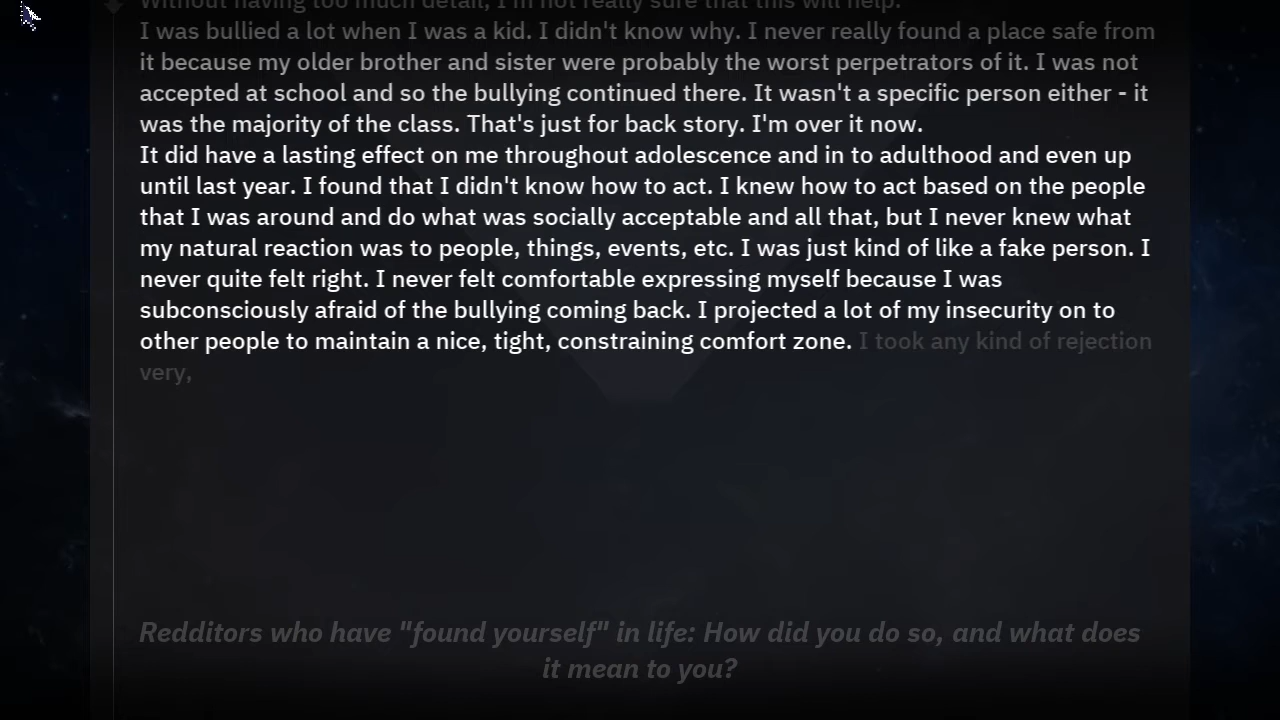 Without having too much detail, I'm not really sure that this will help.
I was bullied a lot when I was a kid. I didn't know why. I never really found a place safe from
it because my older brother and sister were probably the worst perpetrators of it. I was not
accepted at school and so the bullying continued there. It wasn't a specific person either - it
was the majority of the class. That's just for back story. I'm over it now.
It did have a lasting effect on me throughout adolescence and in to adulthood and even up
until last year. I found that I didn't know how to act. I knew how to act based on the people
that I was around and do what was socially acceptable and all that, but I never knew what
my natural reaction was to people, things, events, etc. I was just kind of like a fake person. I
never quite felt right. I never felt comfortable expressing myself because I was
subconsciously afraid of the bullying coming back. I projected a lot of my insecurity on to
other people to maintain a nice, tight, constraining comfort zone. I took any kind of rejection
very,
Redditors who have "found yourself" in life: How did you do so, and what does
it mean to you?